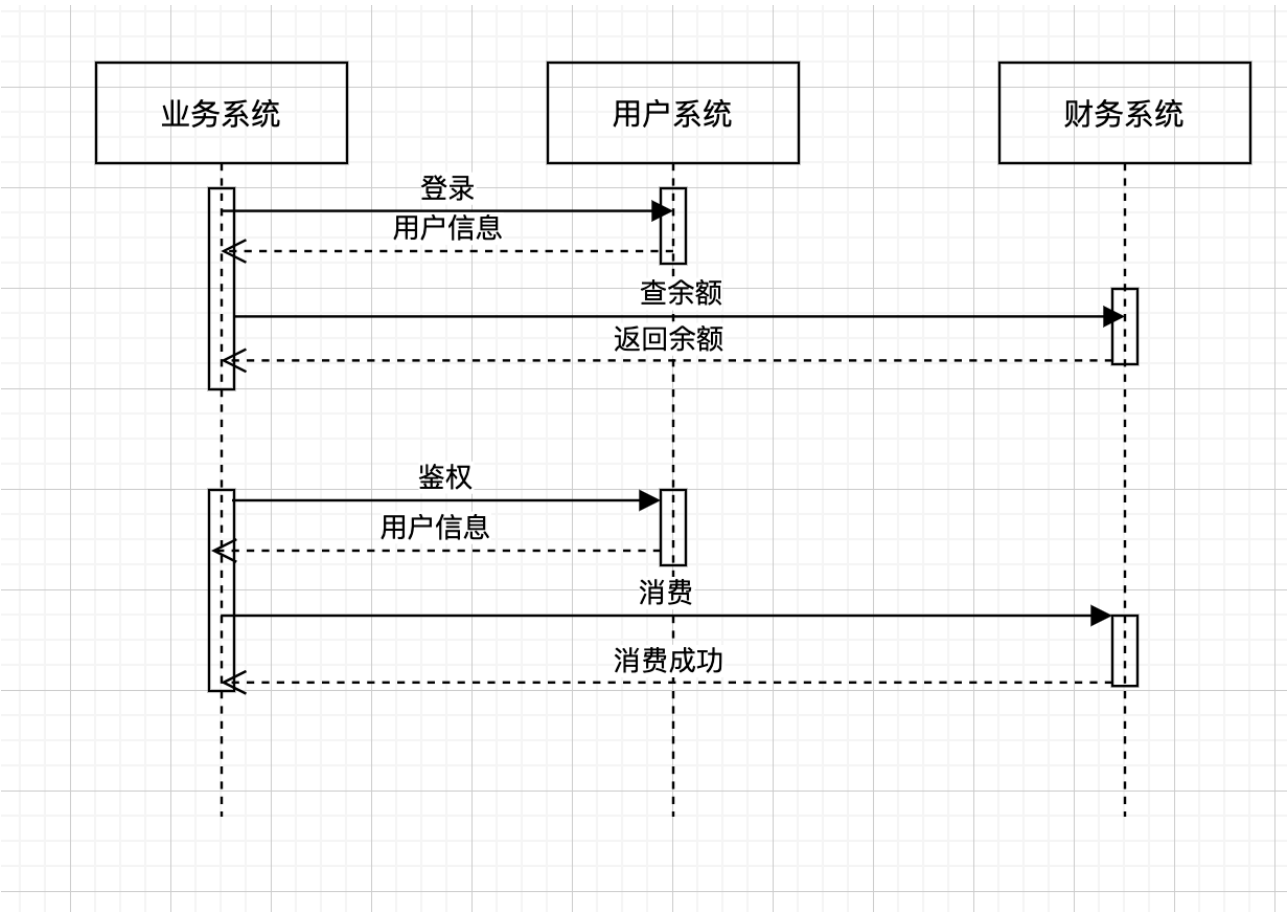 业务系统
用户系统
财务系统
登录
用户信息
查余额
返回余额
鉴权
用户信息
消费
消费成功